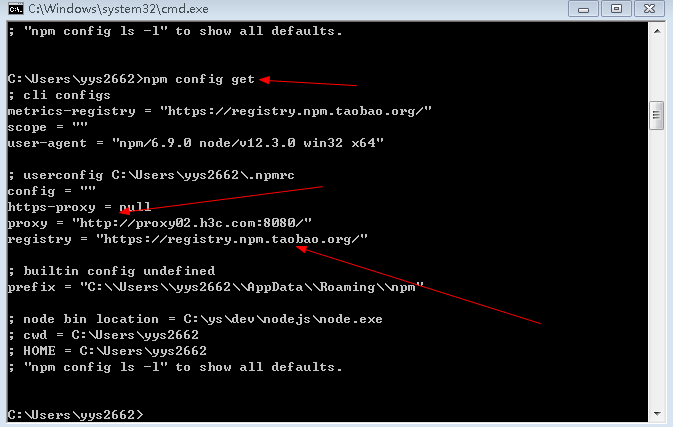 C:\Windows\system32\cmd.exe
; "npm config ls -l" to show all defaults.
C:\Users\yys2662>npm config get
; cli configs
metrics-registry = "https://registry.npm.taobao.org/"
scope = ""
user-agent = "npm/6.9.0 node/v12.3.0 win32 x64"
; userconfig C:\Users\yys2662\.npmrc
config = ""
https-proxy = null
proxy = "http://proxy02.h3c.com:8080/"
registry = "https://registry.npm.taobao.org/"
; builtin config undefined
prefix = "C:\\Users\\yys2662\\AppData\\Roaming\\npm"
; node bin location = C:\ys\dev\nodejs\node.exe
; cwd = C:\Users\yys2662
; HOME = C:\Users\yys2662
; "npm config ls -l" to show all defaults.
C:\Users\yys2662>